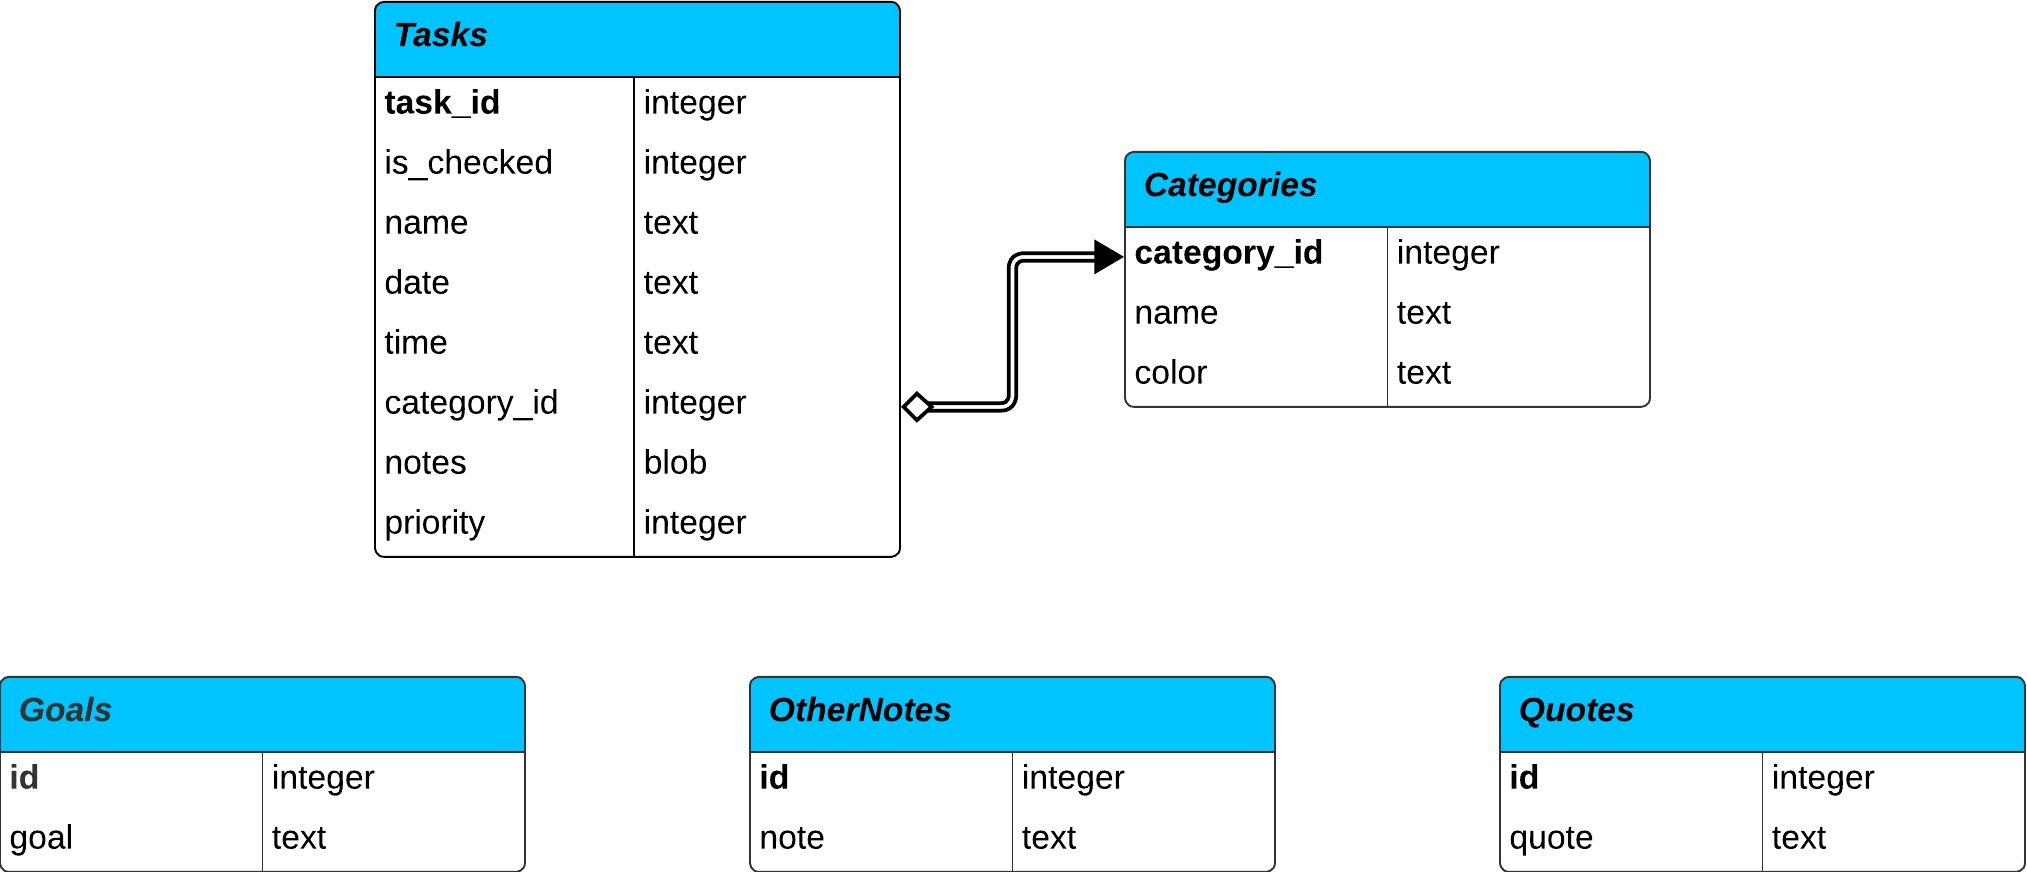 Tasks
task_id integer
is_checked integer
name text
date text
time text
category_id integer
notes blob
priority integer
Categories
category_id integer
name text
color text
Goals
id integer
goal text
OtherNotes
id integer
note text
Quotes
id integer
quote text